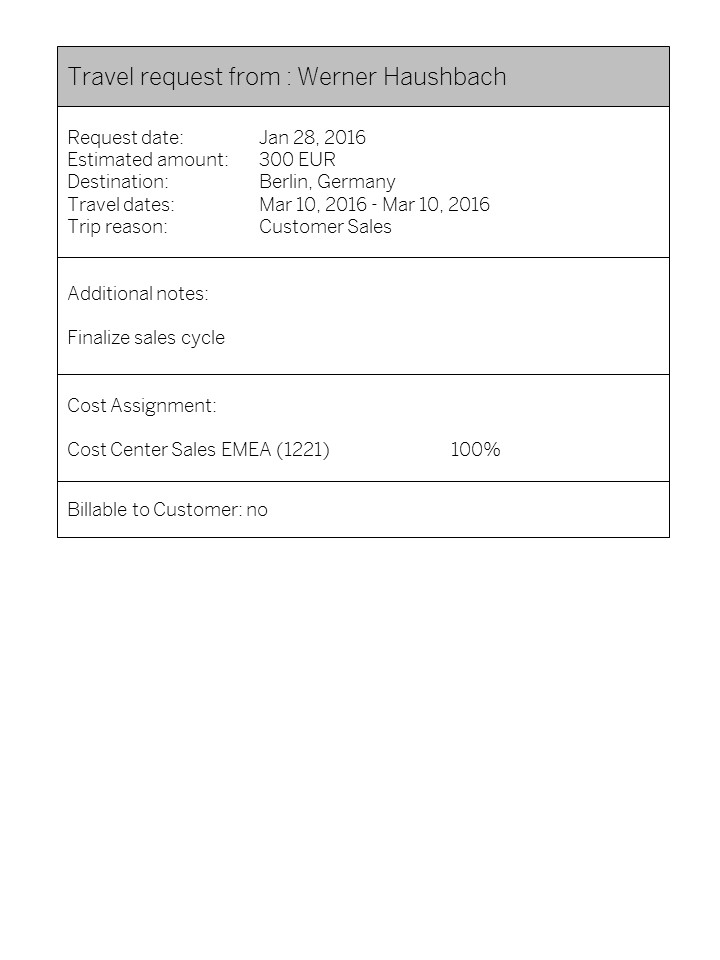 Travel request from : Werner Haushbach
Request date: Jan 28, 2016
Estimated amount: 300 EUR
Destination: Berlin, Germany
Travel dates: Mar 10, 2016 - Mar 10, 2016
Trip reason: Customer Sales
Additional notes:
Finalize sales cycle
Cost Assignment:
Cost Center Sales EMEA (1221) 100%
Billable to Customer: no